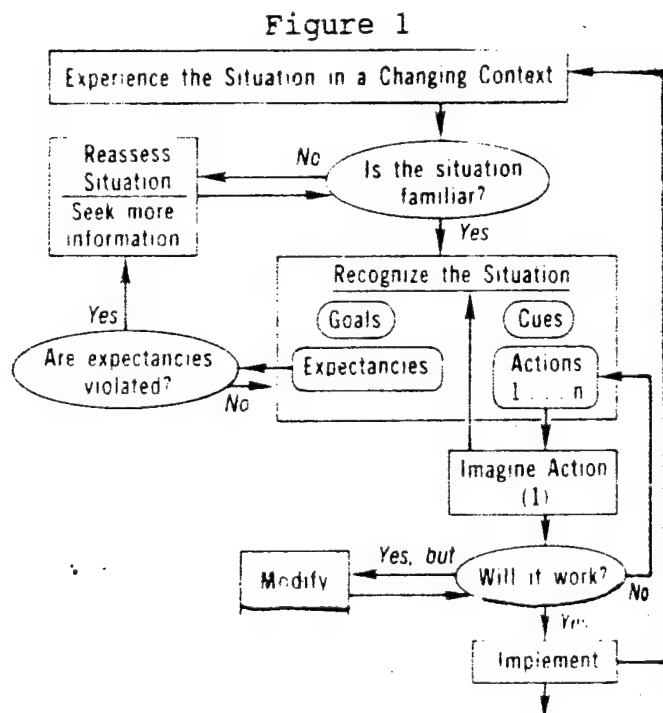 Figure 1
Experience the Situation in a Changing Context
No
Reassess
Situation
Seek more
information
Is the situation
familiar?
Yes
Recognize the Situation
Goals
Cues
Yes
Are expectancies
violated?
Expectancies
Actions
1 . . . . n
No
Imagine Action
(1)
Yes, but
Modify
Will it work?
No
Yes
Implement